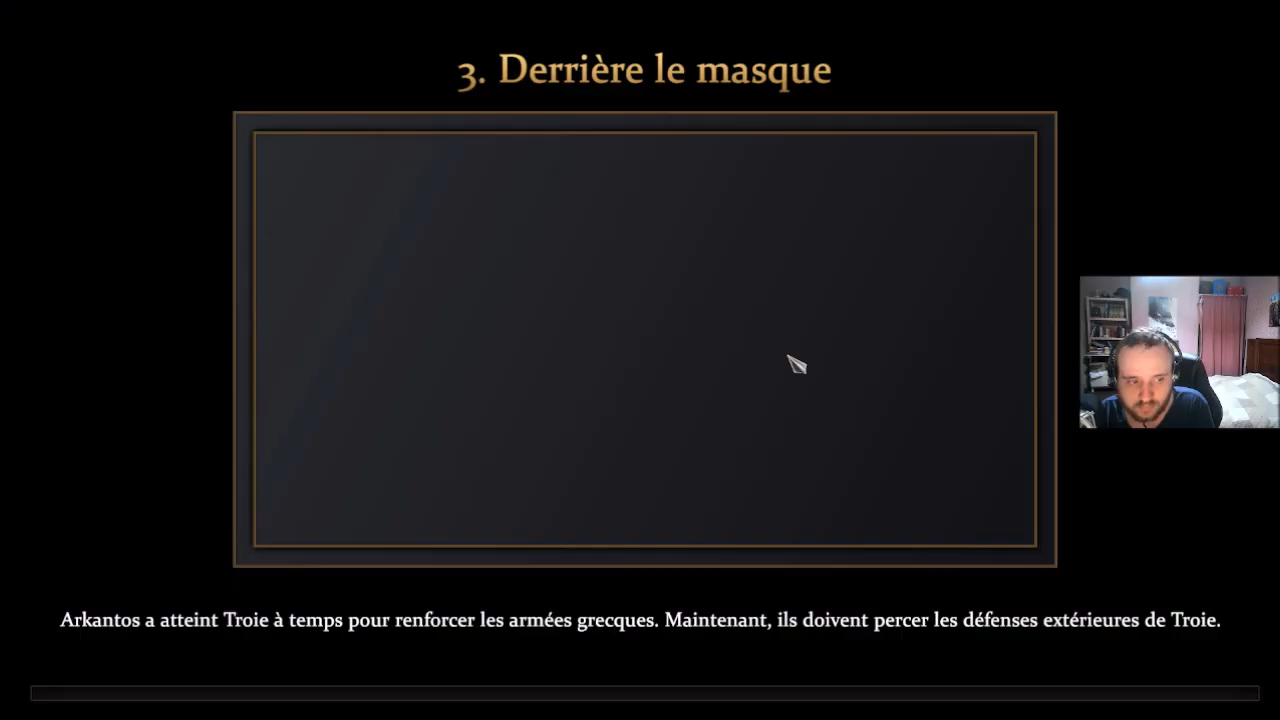 3. Derrière le masque
Arkantos a atteint Troie à temps pour renforcer les armées grecques. Maintenant, ils doivent percer les défenses extérieures de Troie.